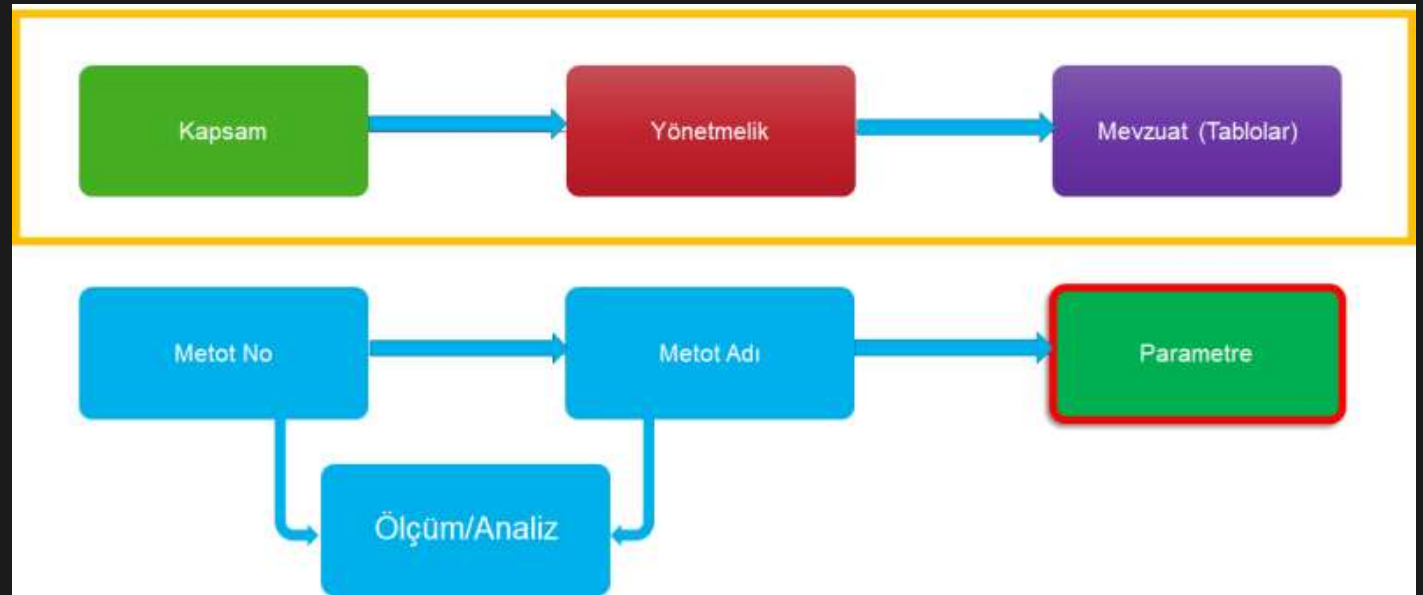 Kapsam
Yönetmelik
Mevzuat (Tablolar)
Metot No
Metot Adı
Parametre
Ölçüm/Analiz